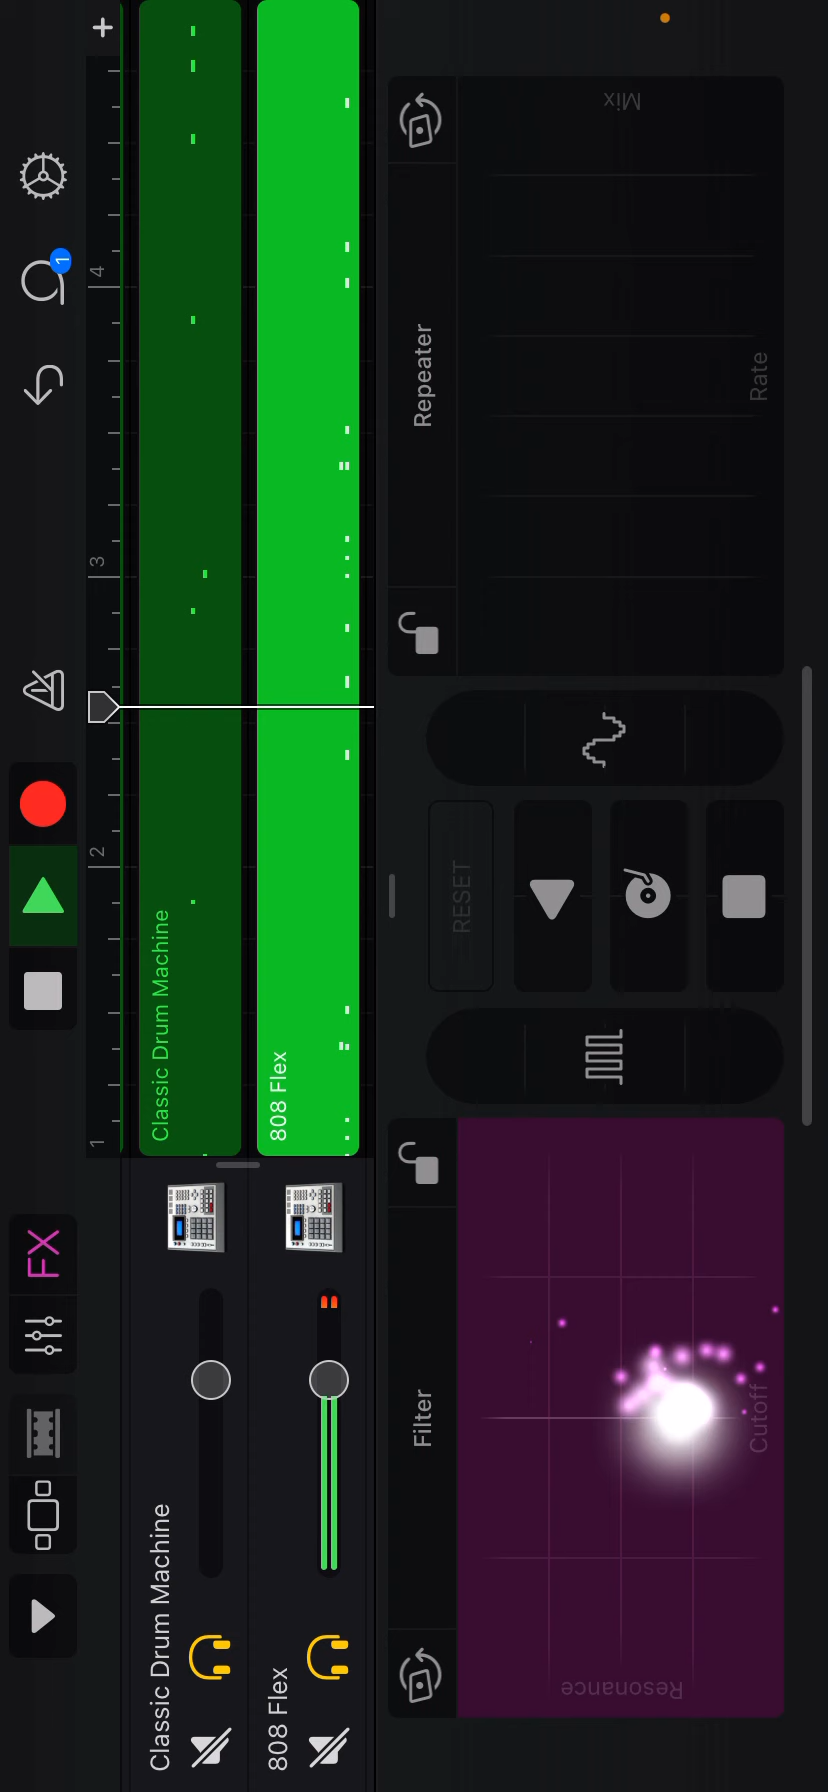 FX
1
1
2
3
4
Classic Drum Machine
Classic Drum Machine
808 Flex
808 Flex
Filter
Resonance
Cutoff
RESET
Repeater
Mix
Rate